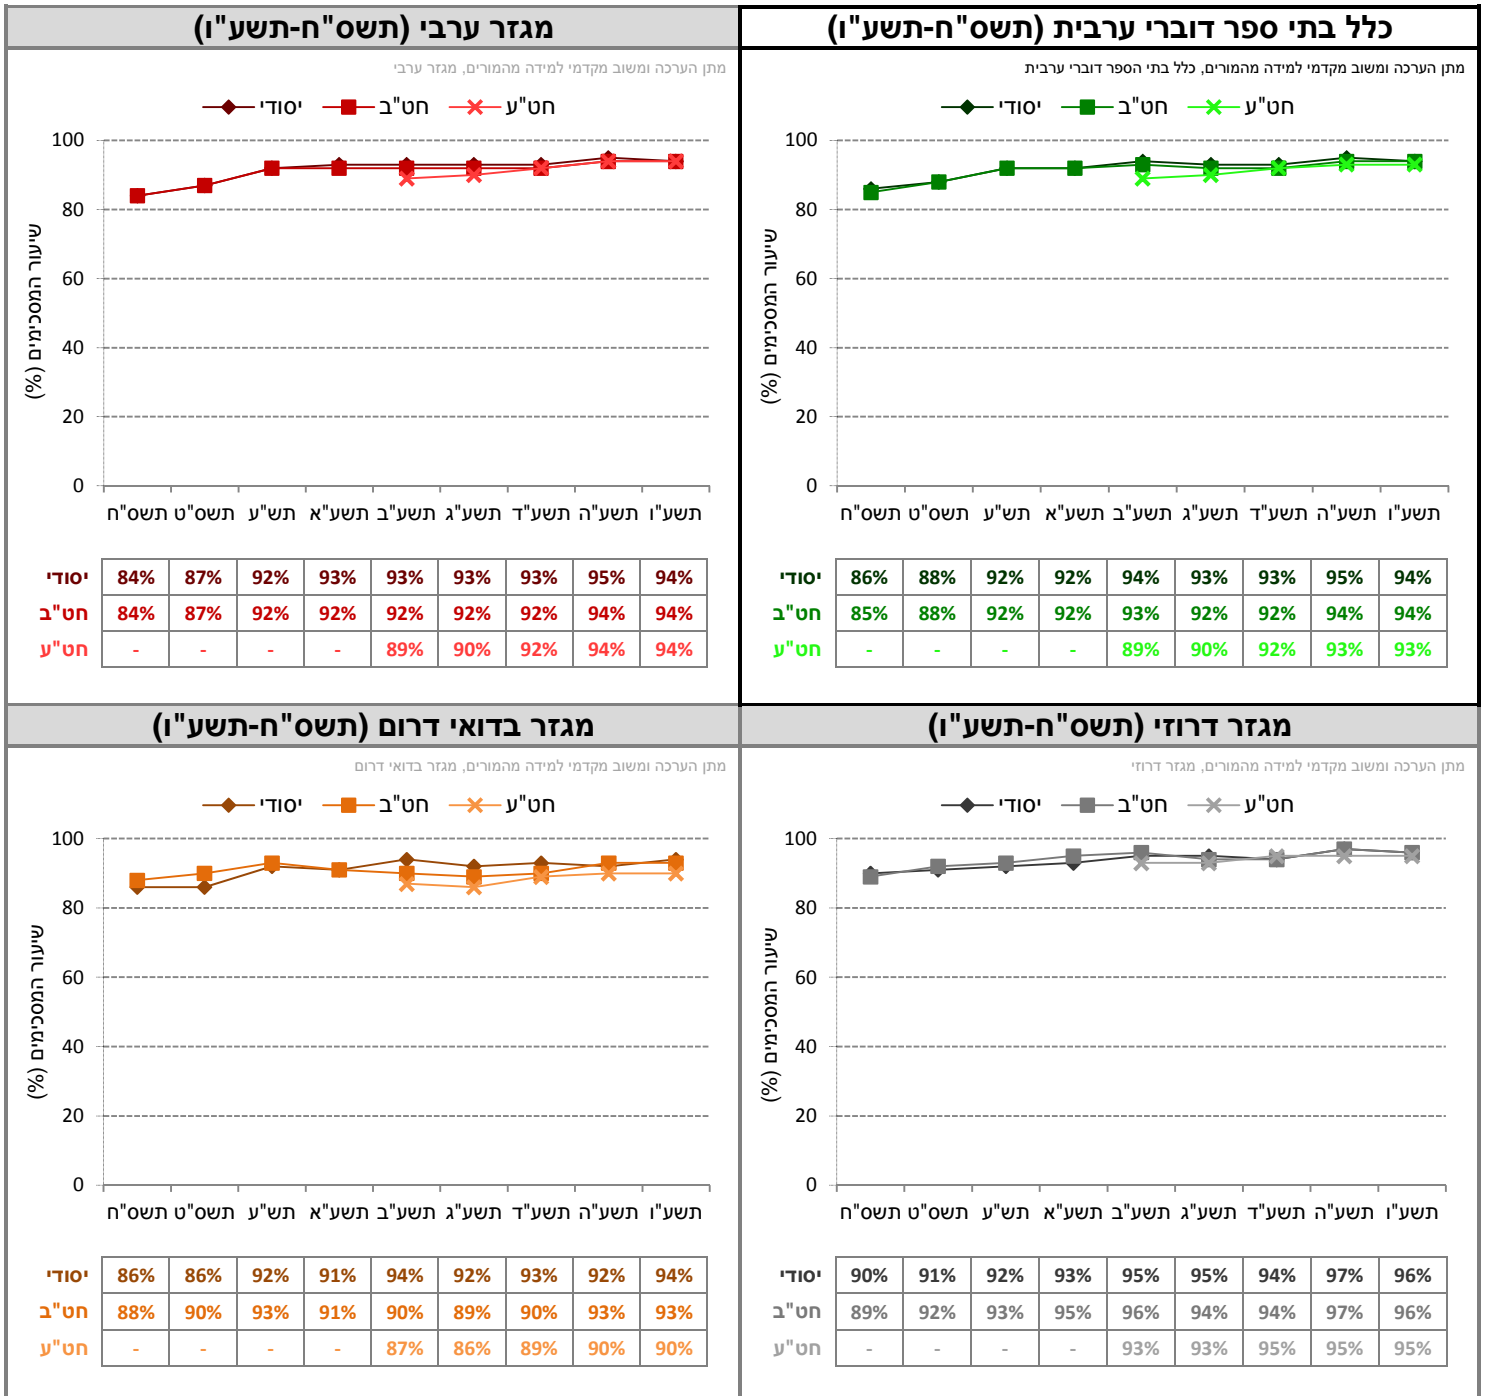 כלל בתי ספר דוברי ערבית (תשס"ח-תשע"ו)
מתן הערכה ומשוב מקדמי למידה מהמורים, כלל בתי הספר דוברי ערבית
יסודי חט"ב חט"ע
שיעור המסכימים (%)
100
80
60
40
20
0
תשס"ח תשס"ט תש"ע תשע"א תשע"ב תשע"ג תשע"ד תשע"ה תשע"ו
יסודי 86% 88% 92% 92% 94% 93% 93% 95% 94%
חט"ב 85% 88% 92% 92% 93% 92% 92% 94% 94%
חט"ע - - - - 89% 90% 92% 93% 93%
מגזר ערבי (תשס"ח-תשע"ו)
מתן הערכה ומשוב מקדמי למידה מהמורים, מגזר ערבי
יסודי חט"ב חט"ע
שיעור המסכימים (%)
100
80
60
40
20
0
תשס"ח תשס"ט תש"ע תשע"א תשע"ב תשע"ג תשע"ד תשע"ה תשע"ו
יסודי 84% 87% 92% 93% 93% 93% 93% 95% 94%
חט"ב 84% 87% 92% 92% 92% 92% 92% 94% 94%
חט"ע - - - - 89% 90% 92% 94% 94%
מגזר דרוזי (תשס"ח-תשע"ו)
מתן הערכה ומשוב מקדמי למידה מהמורים, מגזר דרוזי
יסודי חט"ב חט"ע
שיעור המסכימים (%)
100
80
60
40
20
0
תשס"ח תשס"ט תש"ע תשע"א תשע"ב תשע"ג תשע"ד תשע"ה תשע"ו
יסודי 90% 91% 92% 93% 95% 95% 94% 97% 96%
חט"ב 89% 92% 93% 95% 96% 94% 94% 97% 96%
חט"ע - - - - 93% 93% 95% 95% 95%
מגזר בדואי דרום (תשס"ח-תשע"ו)
מתן הערכה ומשוב מקדמי למידה מהמורים, מגזר בדואי דרום
יסודי חט"ב חט"ע
שיעור המסכימים (%)
100
80
60
40
20
0
תשס"ח תשס"ט תש"ע תשע"א תשע"ב תשע"ג תשע"ד תשע"ה תשע"ו
יסודי 86% 86% 92% 91% 94% 92% 93% 92% 94%
חט"ב 88% 90% 93% 91% 90% 89% 90% 93% 93%
חט"ע - - - - 87% 86% 89% 90% 90%